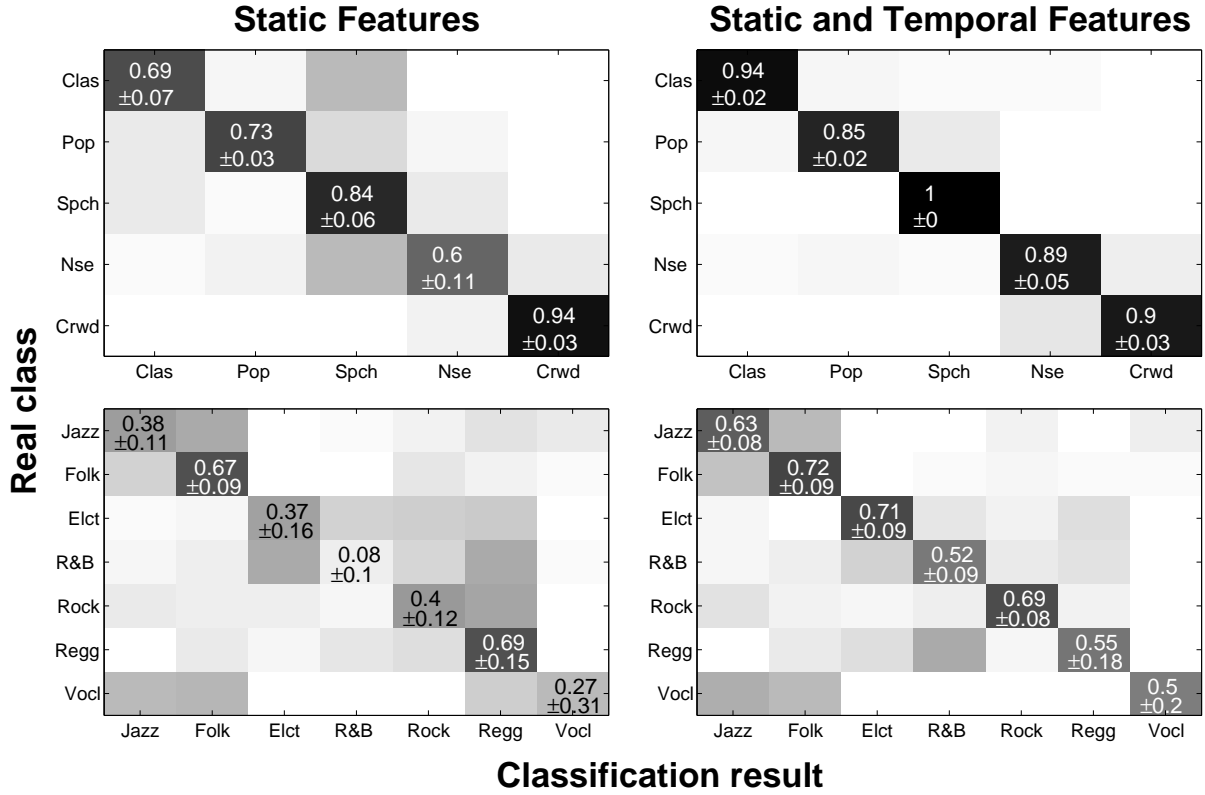 Static Features
Static and Temporal Features
Real class
Clas
0.69
±0.07
Pop
0.73
±0.03
Spch
0.84
±0.06
Nse
0.6
±0.11
Crwd
0.94
±0.03
Clas Pop Spch Nse Crwd
Clas
0.94
±0.02
Pop
0.85
±0.02
Spch
1
±0
Nse
0.89
±0.05
Crwd
0.9
±0.03
Clas Pop Spch Nse Crwd
Jazz
0.38
±0.11
Folk
0.67
±0.09
Elct
0.37
±0.16
R&B
0.08
±0.1
Rock
0.4
±0.12
Regg
0.69
±0.15
Vocl
0.27
±0.31
Jazz Folk Elct R&B Rock Regg Vocl
Jazz
0.63
±0.08
Folk
0.72
±0.09
Elct
0.71
±0.09
R&B
0.52
±0.09
Rock
0.69
±0.08
Regg
0.55
±0.18
Vocl
0.5
±0.2
Jazz Folk Elct R&B Rock Regg Vocl
Classification result